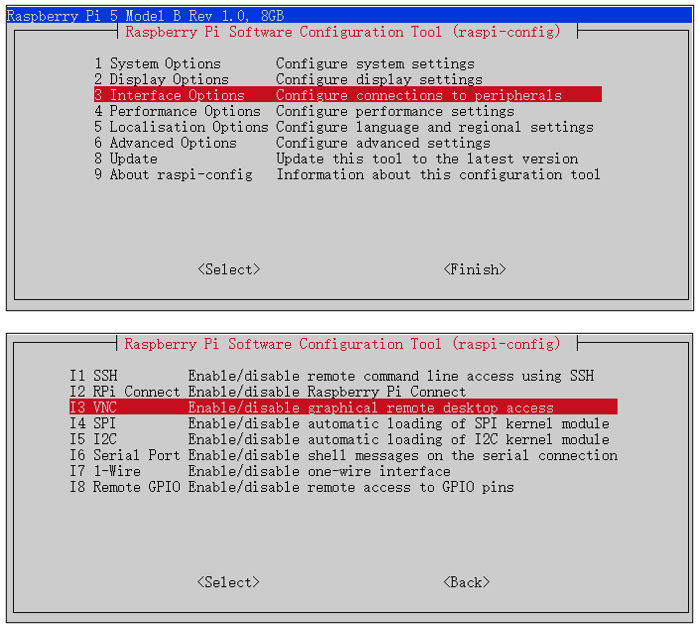 Raspberry Pi 5 Model B Rev 1.0, 8GB
Raspberry Pi Software Configuration Tool (raspi-config)
1 System Options Configure system settings
2 Display Options Configure display settings
3 Interface Options Configure connections to peripherals
4 Performance Options Configure performance settings
5 Localisation Options Configure language and regional settings
6 Advanced Options Configure advanced settings
8 Update Update this tool to the latest version
9 About raspi-config Information about this configuration tool
<Select> <Finish>
Raspberry Pi Software Configuration Tool (raspi-config)
I1 SSH Enable/disable remote command line access using SSH
I2 RPi Connect Enable/disable Raspberry Pi Connect
I3 VNC Enable/disable graphical remote desktop access
I4 SPI Enable/disable automatic loading of SPI kernel module
I5 I2C Enable/disable automatic loading of I2C kernel module
I6 Serial Port Enable/disable shell messages on the serial connection
I7 1-Wire Enable/disable one-wire interface
I8 Remote GPIO Enable/disable remote access to GPIO pins
<Select> <Back>